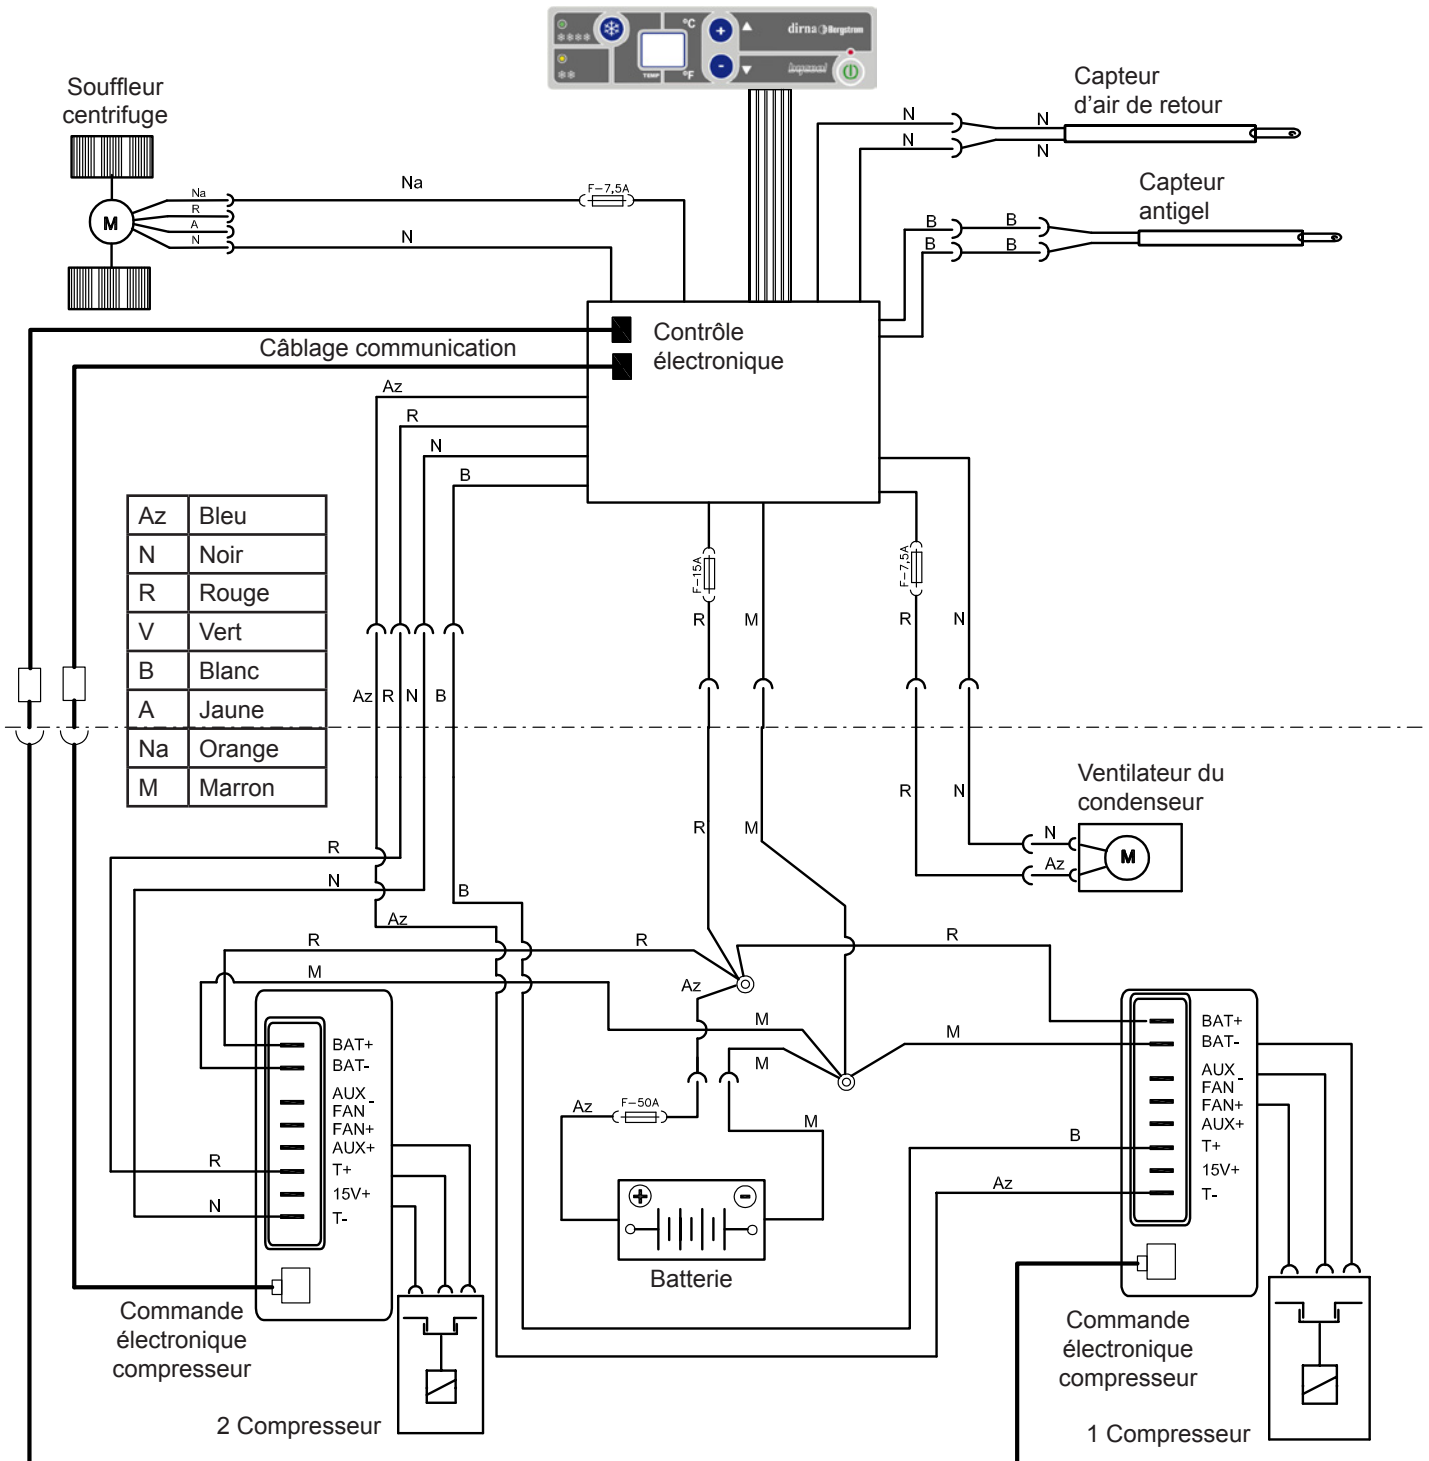 °C
dirna Bergstrom
TEMP
°F
Souffleur
centrifuge
Capteur
d'air de retour
Capteur
antigel
N
N
N
N
B
B
B
B
Na
R
A
N
M
Na
F-7,5A
N
Câblage communication
Contrôle
électronique
Az
R
N
B
Az Bleu
N Noir
R Rouge
V Vert
B Blanc
A Jaune
Na Orange
M Marron
F-15A
F-7,5A
R
M
R
N
Az
R
N
B
R
M
R
N
Ventilateur du
condenseur
N
Az
M
R
N
B
Az
R
R
R
M
Az
M
M
M
Az
F-50A
M
B
Az
R
N
BAT+
BAT-
AUX
FAN -
FAN+
AUX+
T+
15V+
T-
BAT+
BAT-
AUX
FAN -
FAN+
AUX+
T+
15V+
T-
+
-
Batterie
Commande
électronique
compresseur
2 Compresseur
Commande
électronique
compresseur
1 Compresseur